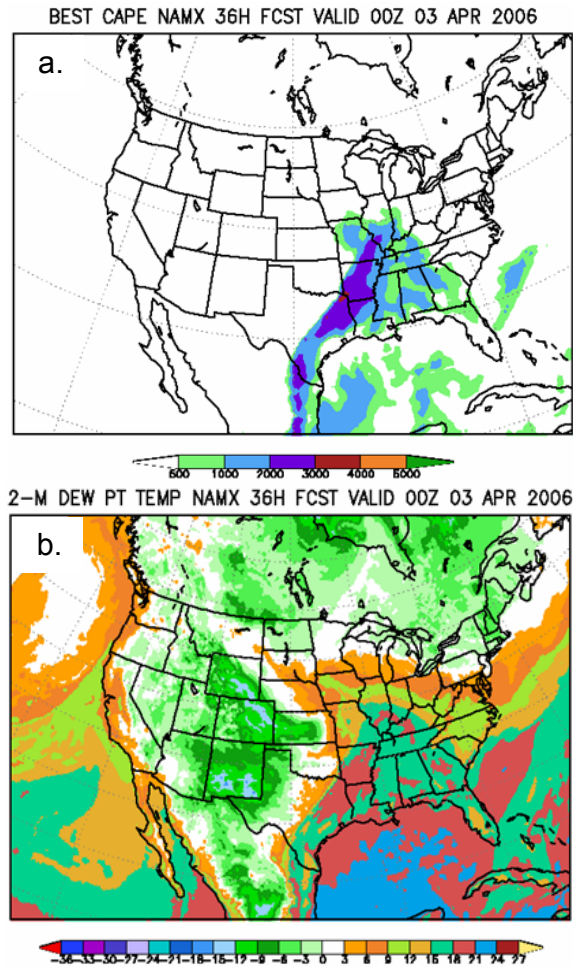 BEST CAPE NAMX 36H FCST VALID 00Z 03 APR 2006
a.
500 1000 2000 3000 4000 5000
2-M DEW PT TEMP NAMX 36H FCST VALID 00Z 03 APR 2006
b.
-36-33-30-27-24-21-18-15-12-9 -6 -3 0 3 6 9 12 15 18 21 24 27